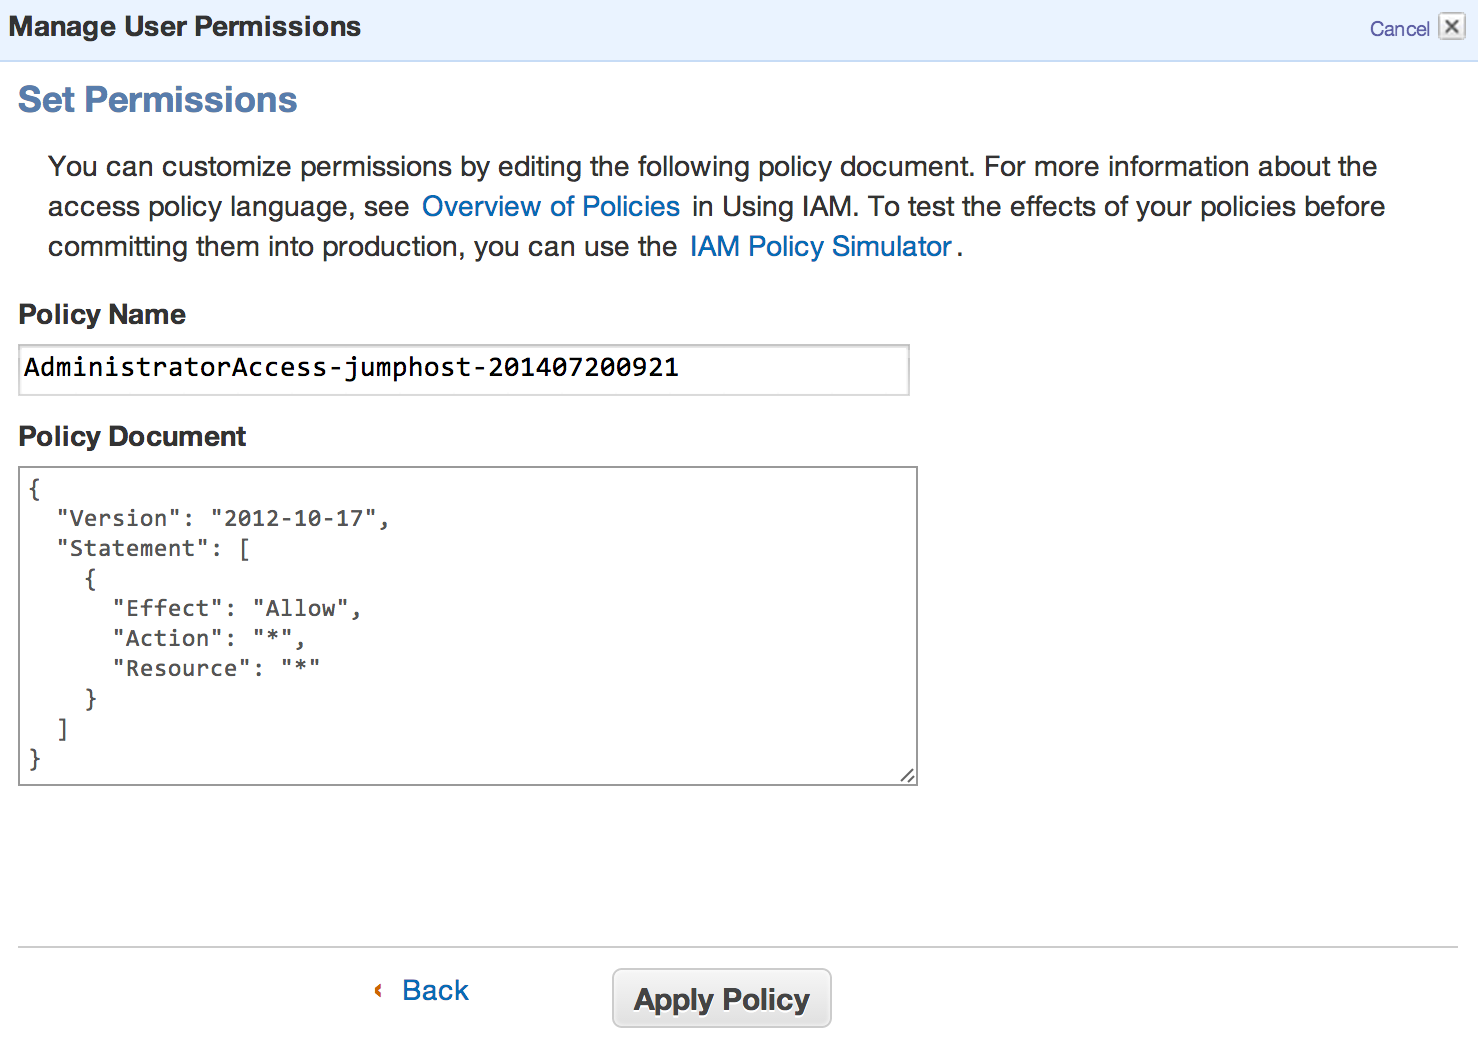 Manage User Permissions
Cancel
Set Permissions
You can customize permissions by editing the following policy document. For more information about the
access policy language, see Overview of Policies in Using IAM. To test the effects of your policies before
committing them into production, you can use the IAM Policy Simulator.
Policy Name
AdministratorAccess-jumphost-201407200921
Policy Document
{
  "Version": "2012-10-17",
  "Statement": [
    {
      "Effect": "Allow",
      "Action": "*",
      "Resource": "*"
    }
  ]
}
Back
Apply Policy